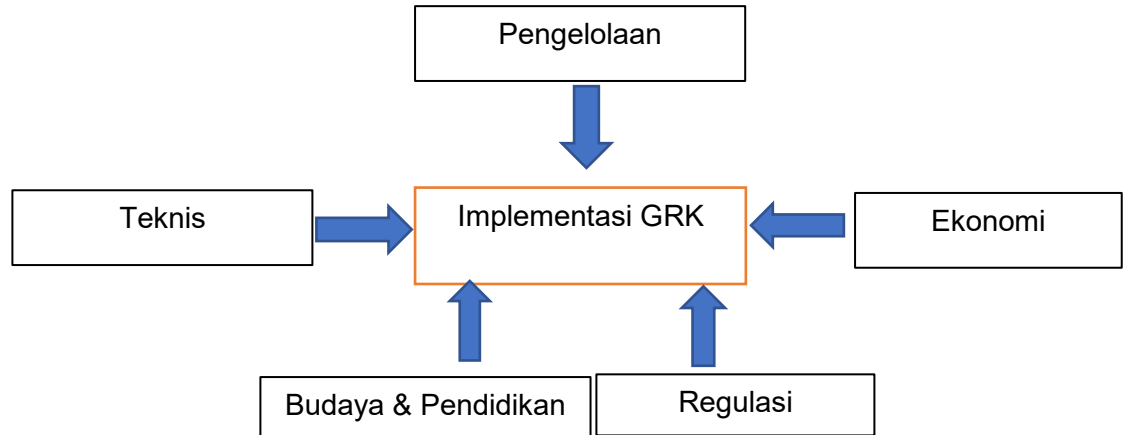 Pengelolaan
Teknis
Implementasi GRK
Ekonomi
Budaya & Pendidikan
Regulasi